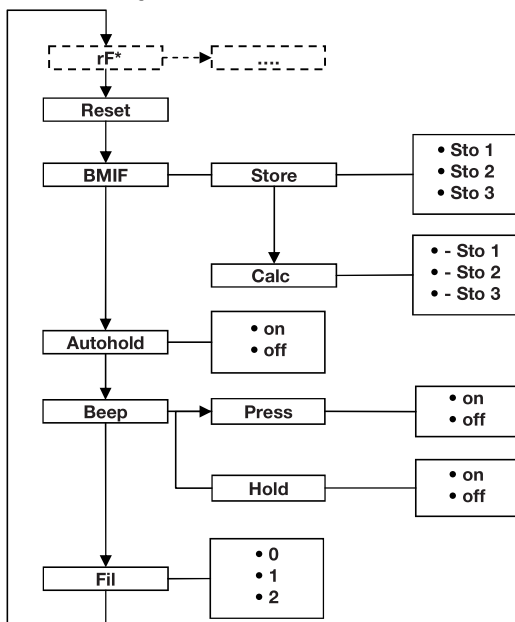 rF*
....
Reset
BMIF
Store
• Sto 1
• Sto 2
• Sto 3
Calc
• - Sto 1
• - Sto 2
• - Sto 3
Autohold
• on
• off
Beep
Press
• on
• off
Hold
• on
• off
Fil
• 0
• 1
• 2